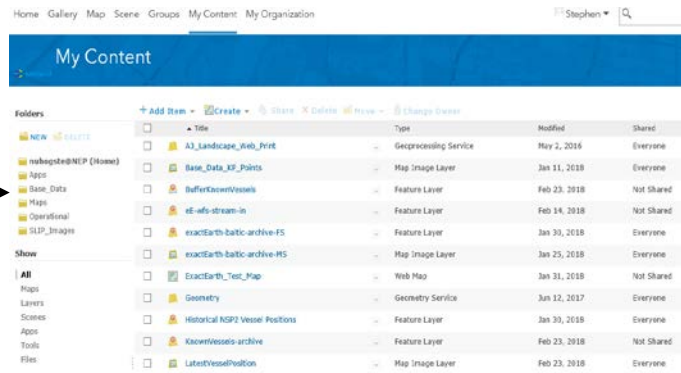 Home Gallery Map Scene Groups My Content My Organization Stephen
My Content
Folders
NEW DELETE
nubogste@NEP (Home)
Apps
Base_Data
Maps
Operational
SLIP_Images
Show
All
Maps
Layers
Scenes
Apps
Tools
Files
Add Item Create Share Delete Move Change Owner
Title Type Modified Shared
A3_Landscape_Web_Print Geoprocessing Service May 2, 2016 Everyone
Base_Data_KP_Points Map Image Layer Jan 11, 2018 Everyone
BufferKnownVessels Feature Layer Feb 23, 2018 Not Shared
eE-wfs-stream-in Feature Layer Feb 14, 2018 Not Shared
exactEarth-baltic-archive-FS Feature Layer Jan 30, 2018 Everyone
exactEarth-baltic-archive-MS Map Image Layer Jan 25, 2018 Everyone
ExactEarth_Test_Map Web Map Jan 31, 2018 Not Shared
Geometry Geometry Service Jun 12, 2017 Everyone
Historical NSP2 Vessel Positions Feature Layer Jan 30, 2018 Everyone
KnownVessels-archive Feature Layer Feb 23, 2018 Not Shared
LatestVesselPosition Map Image Layer Feb 23, 2018 Everyone